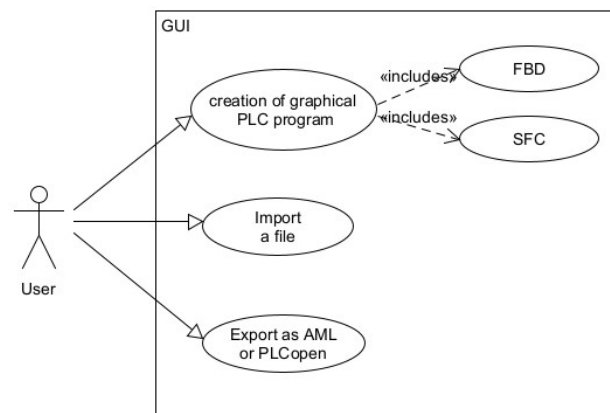 GUI
creation of graphical
PLC program
«includes»
FBD
«includes»
SFC
Import
a file
User
Export as AML
or PLCopen